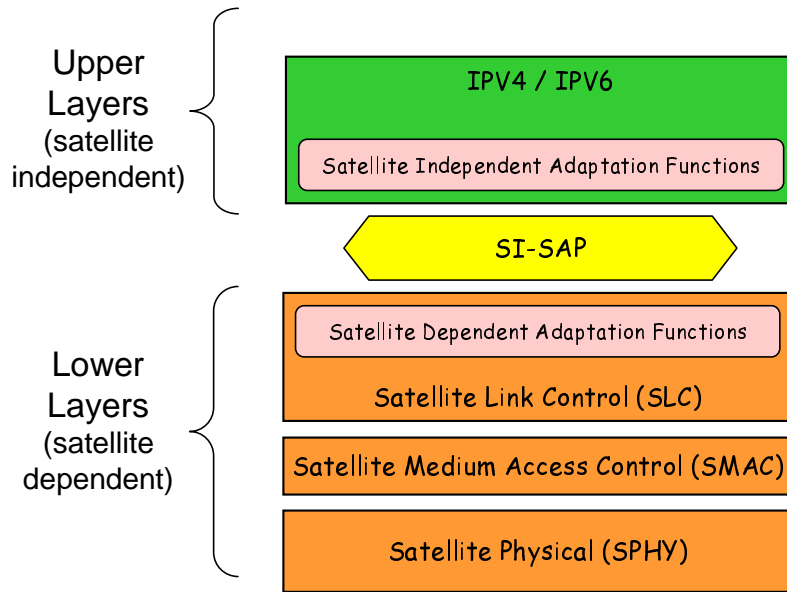 Upper
Layers
(satellite
independent)
IPV4 / IPV6
Satellite Independent Adaptation Functions
SI-SAP
Lower
Layers
(satellite
dependent)
Satellite Dependent Adaptation Functions
Satellite Link Control (SLC)
Satellite Medium Access Control (SMAC)
Satellite Physical (SPHY)